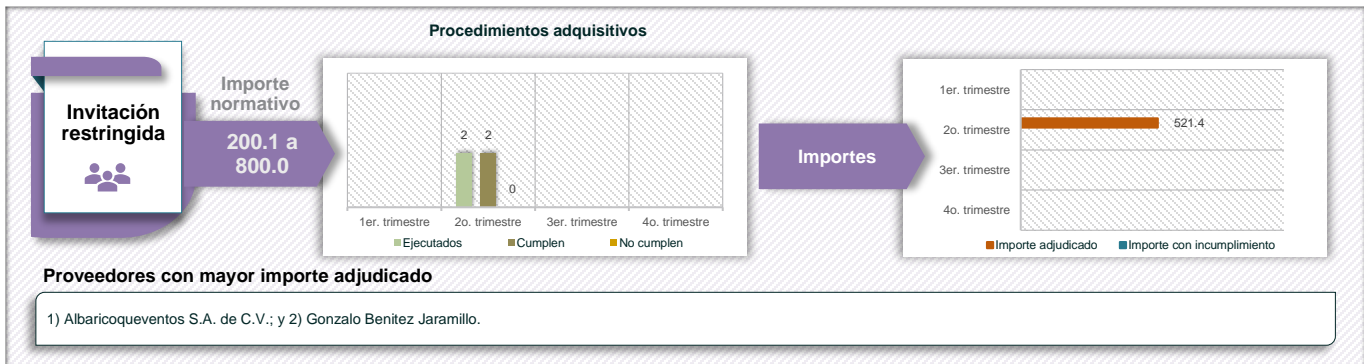 Procedimientos adquisitivos
Invitación
restringida
Importe
normativo
200.1 a
800.0
2
2
0
1er. trimestre
2o. trimestre
3er. trimestre
4o. trimestre
Ejecutados
Cumplen
No cumplen
Importes
1er. trimestre
2o. trimestre
521.4
3er. trimestre
4o. trimestre
Importe adjudicado
Importe con incumplimiento
Proveedores con mayor importe adjudicado
1) Albaricoqueventos S.A. de C.V.; y 2) Gonzalo Benitez Jaramillo.